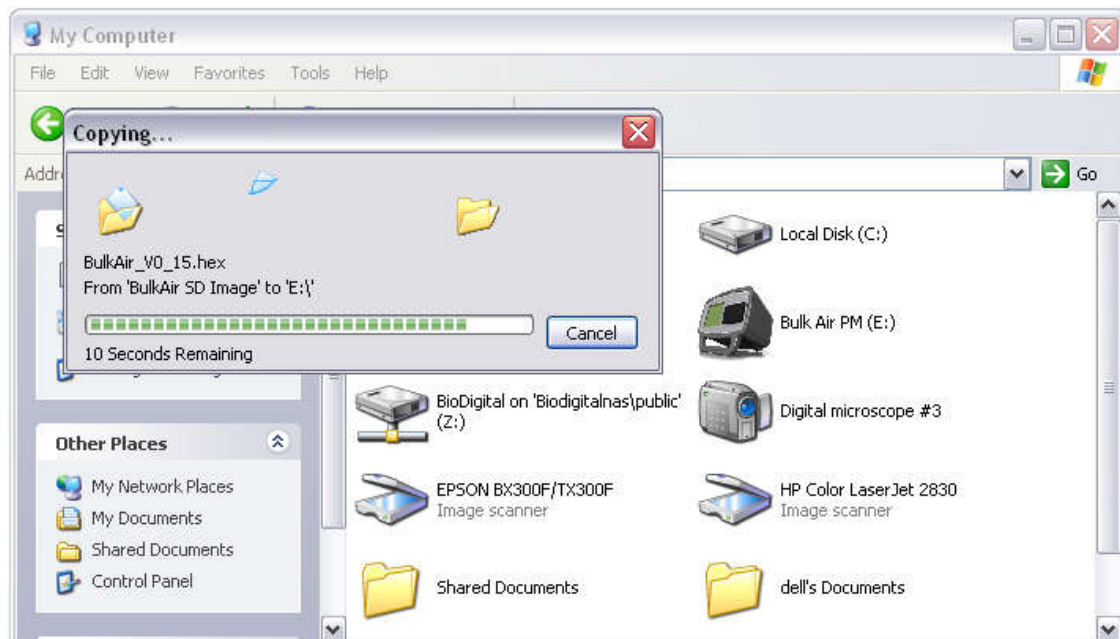 My Computer
File Edit View Favorites Tools Help
Copying...
Go
BulkAir_V0_15.hex
From 'BulkAir SD Image' to 'E:\'
Cancel
10 Seconds Remaining
Local Disk (C:)
Bulk Air PM (E:)
BioDigital on 'Biodigitalnas\public'
(Z:)
Digital microscope #3
Other Places
My Network Places
My Documents
Shared Documents
Control Panel
EPSON BX300F/TX300F
Image scanner
HP Color LaserJet 2830
Image scanner
Shared Documents
dell's Documents